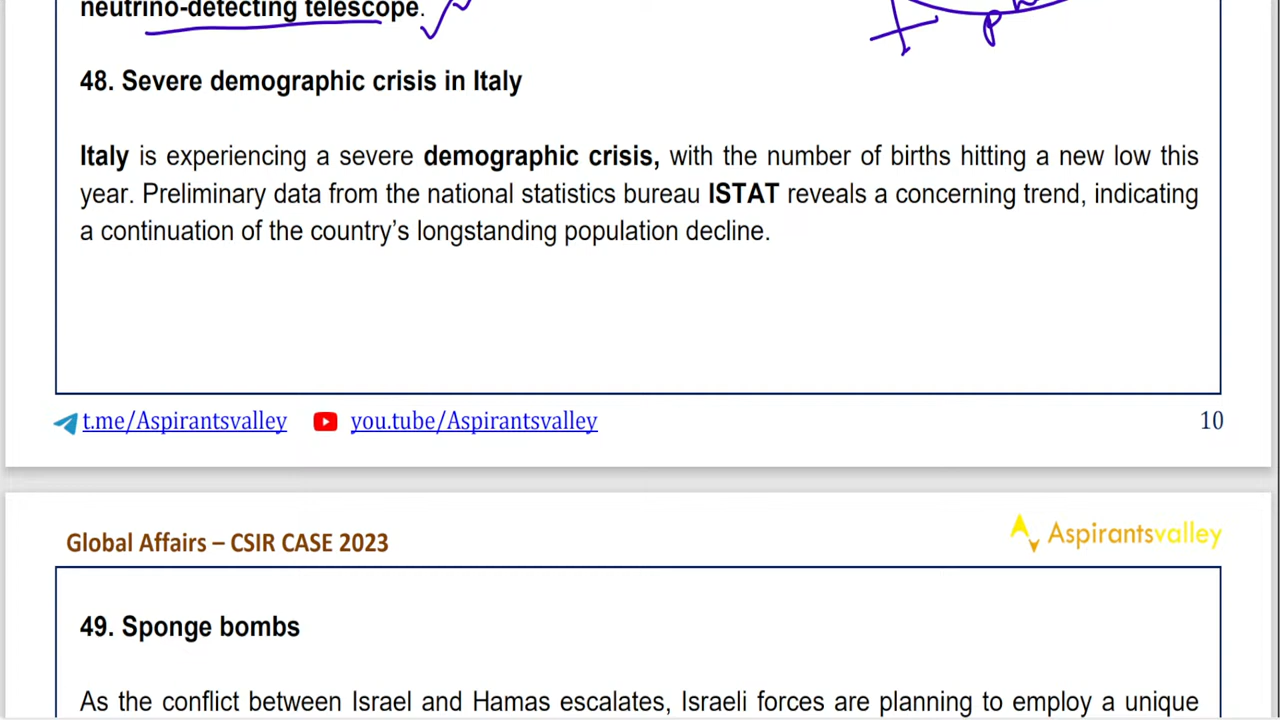 neutrino-detecting telescope.
48. Severe demographic crisis in Italy
Italy is experiencing a severe demographic crisis, with the number of births hitting a new low this
year. Preliminary data from the national statistics bureau ISTAT reveals a concerning trend, indicating
a continuation of the country's longstanding population decline.
t.me/Aspirantsvalley you.tube/Aspirantsvalley 10
Global Affairs – CSIR CASE 2023 Aspirantsvalley
49. Sponge bombs
As the conflict between Israel and Hamas escalates, Israeli forces are planning to employ a unique